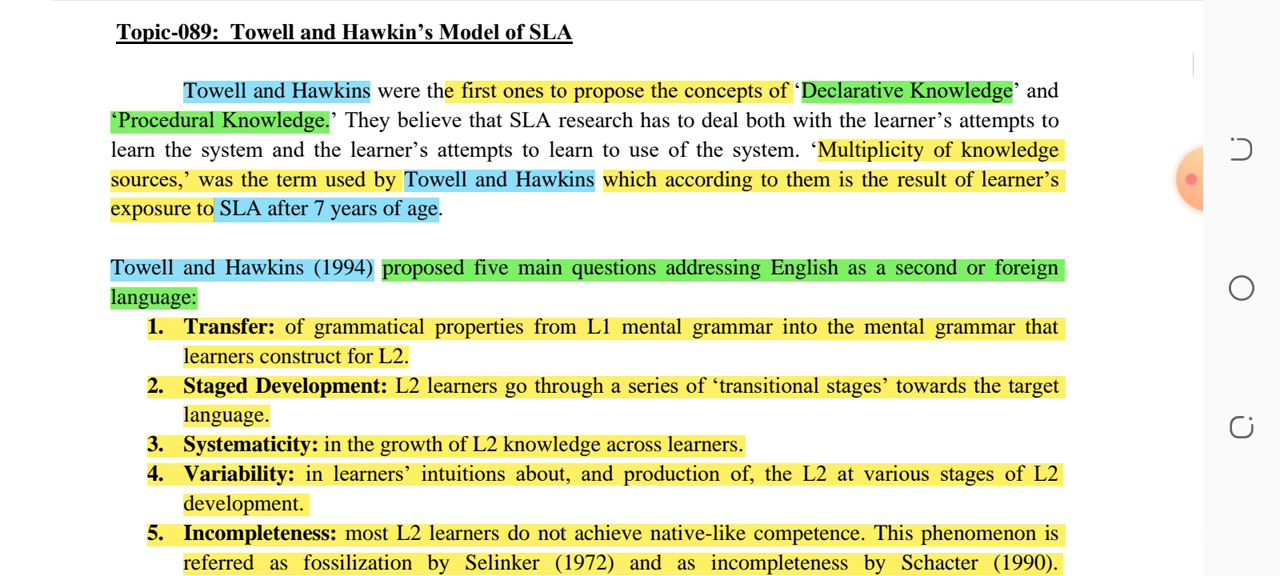 Topic-089: Towell and Hawkin’s Model of SLA
Towell and Hawkins were the first ones to propose the concepts of ‘Declarative Knowledge’ and
‘Procedural Knowledge.’ They believe that SLA research has to deal both with the learner’s attempts to
learn the system and the learner’s attempts to learn to use of the system. ‘Multiplicity of knowledge
sources,’ was the term used by Towell and Hawkins which according to them is the result of learner’s
exposure to SLA after 7 years of age.
Towell and Hawkins (1994) proposed five main questions addressing English as a second or foreign
language:
1. Transfer: of grammatical properties from L1 mental grammar into the mental grammar that
learners construct for L2.
2. Staged Development: L2 learners go through a series of ‘transitional stages’ towards the target
language.
3. Systematicity: in the growth of L2 knowledge across learners.
4. Variability: in learners’ intuitions about, and production of, the L2 at various stages of L2
development.
5. Incompleteness: most L2 learners do not achieve native-like competence. This phenomenon is
referred as fossilization by Selinker (1972) and as incompleteness by Schacter (1990).